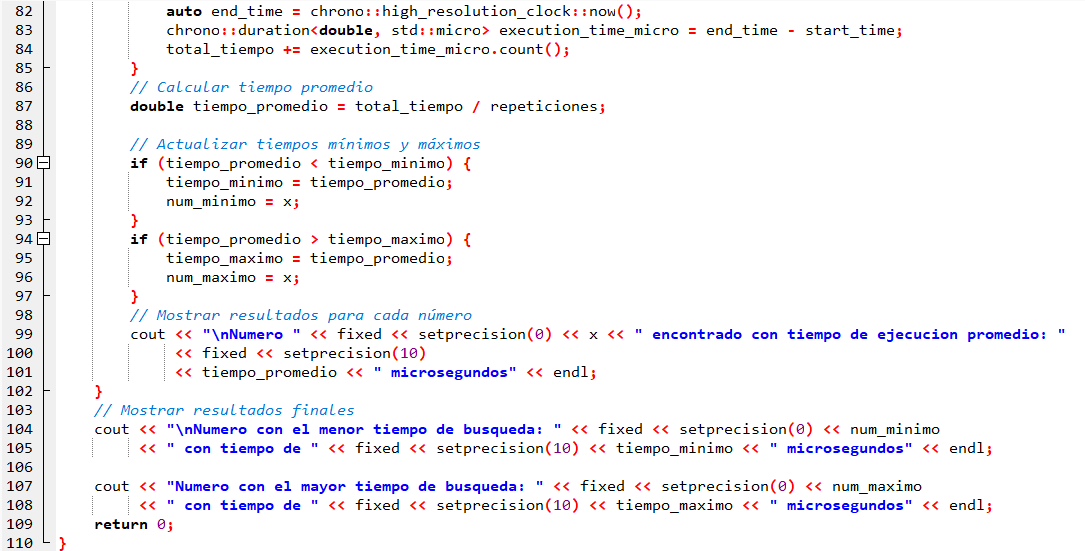 82 auto end_time = chrono::high_resolution_clock::now();
83 chrono::duration<double, std::micro> execution_time_micro = end_time - start_time;
84 total_tiempo += execution_time_micro.count();
85 }
86 // Calcular tiempo promedio
87 double tiempo_promedio = total_tiempo / repeticiones;
88
89 // Actualizar tiempos mínimos y máximos
90 if (tiempo_promedio < tiempo_minimo) {
91 tiempo_minimo = tiempo_promedio;
92 num_minimo = x;
93 }
94 if (tiempo_promedio > tiempo_maximo) {
95 tiempo_maximo = tiempo_promedio;
96 num_maximo = x;
97 }
98 // Mostrar resultados para cada número
99 cout << "\nNumero " << fixed << setprecision(0) << x << " encontrado con tiempo de ejecucion promedio: "
100 << fixed << setprecision(10)
101 << tiempo_promedio << " microsegundos" << endl;
102 }
103 // Mostrar resultados finales
104 cout << "\nNumero con el menor tiempo de busqueda: " << fixed << setprecision(0) << num_minimo
105 << " con tiempo de " << fixed << setprecision(10) << tiempo_minimo << " microsegundos" << endl;
106
107 cout << "Numero con el mayor tiempo de busqueda: " << fixed << setprecision(0) << num_maximo
108 << " con tiempo de " << fixed << setprecision(10) << tiempo_maximo << " microsegundos" << endl;
109 return 0;
110 }